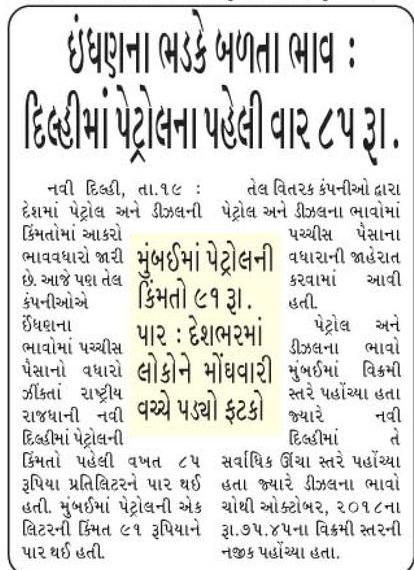 ઇંધણના ભડકે બળતા ભાવ :
દિલ્હીમાં પેટ્રોલના પહેલી વાર ૮૫ રૂા.
નવી દિલ્હી, તા.૧૯ :
દેશમાં પેટ્રોલ અને ડીઝલની
કિંમતોમાં આકરો
ભાવવધારો જારી
છે. આજે પણ તેલ
કંપનીઓએ
ઈંધણના
ભાવોમાં પચ્ચીસ
પૈસાનો વધારો
ઝીંકતાં રાષ્ટ્રીય
રાજધાની નવી
દિલ્હીમાં પેટ્રોલની
કિંમતો પહેલી વખત ૮૫
રૂપિયા પ્રતિલિટરને પાર થઈ
હતી. મુંબઈમાં પેટ્રોલની એક
લિટરની કિંમત ૯૧ રૂપિયાને
પાર થઈ હતી.
મુંબઈમાં પેટ્રોલની
કિંમતો ૯૧ રૂા.
પાર : દેશભરમાં
લોકોને મોંઘવારી
વચ્ચે પડ્યો ફટકો
તેલ વિતરક કંપનીઓ દ્વારા
પેટ્રોલ અને ડીઝલના ભાવોમાં
પચ્ચીસ પૈસાના
વધારાની જાહેરાત
કરવામાં આવી
હતી.
પેટ્રોલ અને
ડીઝલના ભાવો
મુંબઈમાં વિક્રમી
સ્તરે પહોંચ્યા હતા
જ્યારે નવી
દિલ્હીમાં તે
સર્વાધિક ઊંચા સ્તરે પહોંચ્યા
હતા જ્યારે ડીઝલના ભાવો
ચોથી ઓક્ટોબર, ૨૦૧૮ના
રૂા.૭૫.૪૫ના વિક્રમી સ્તરની
નજીક પહોંચ્યા હતા.